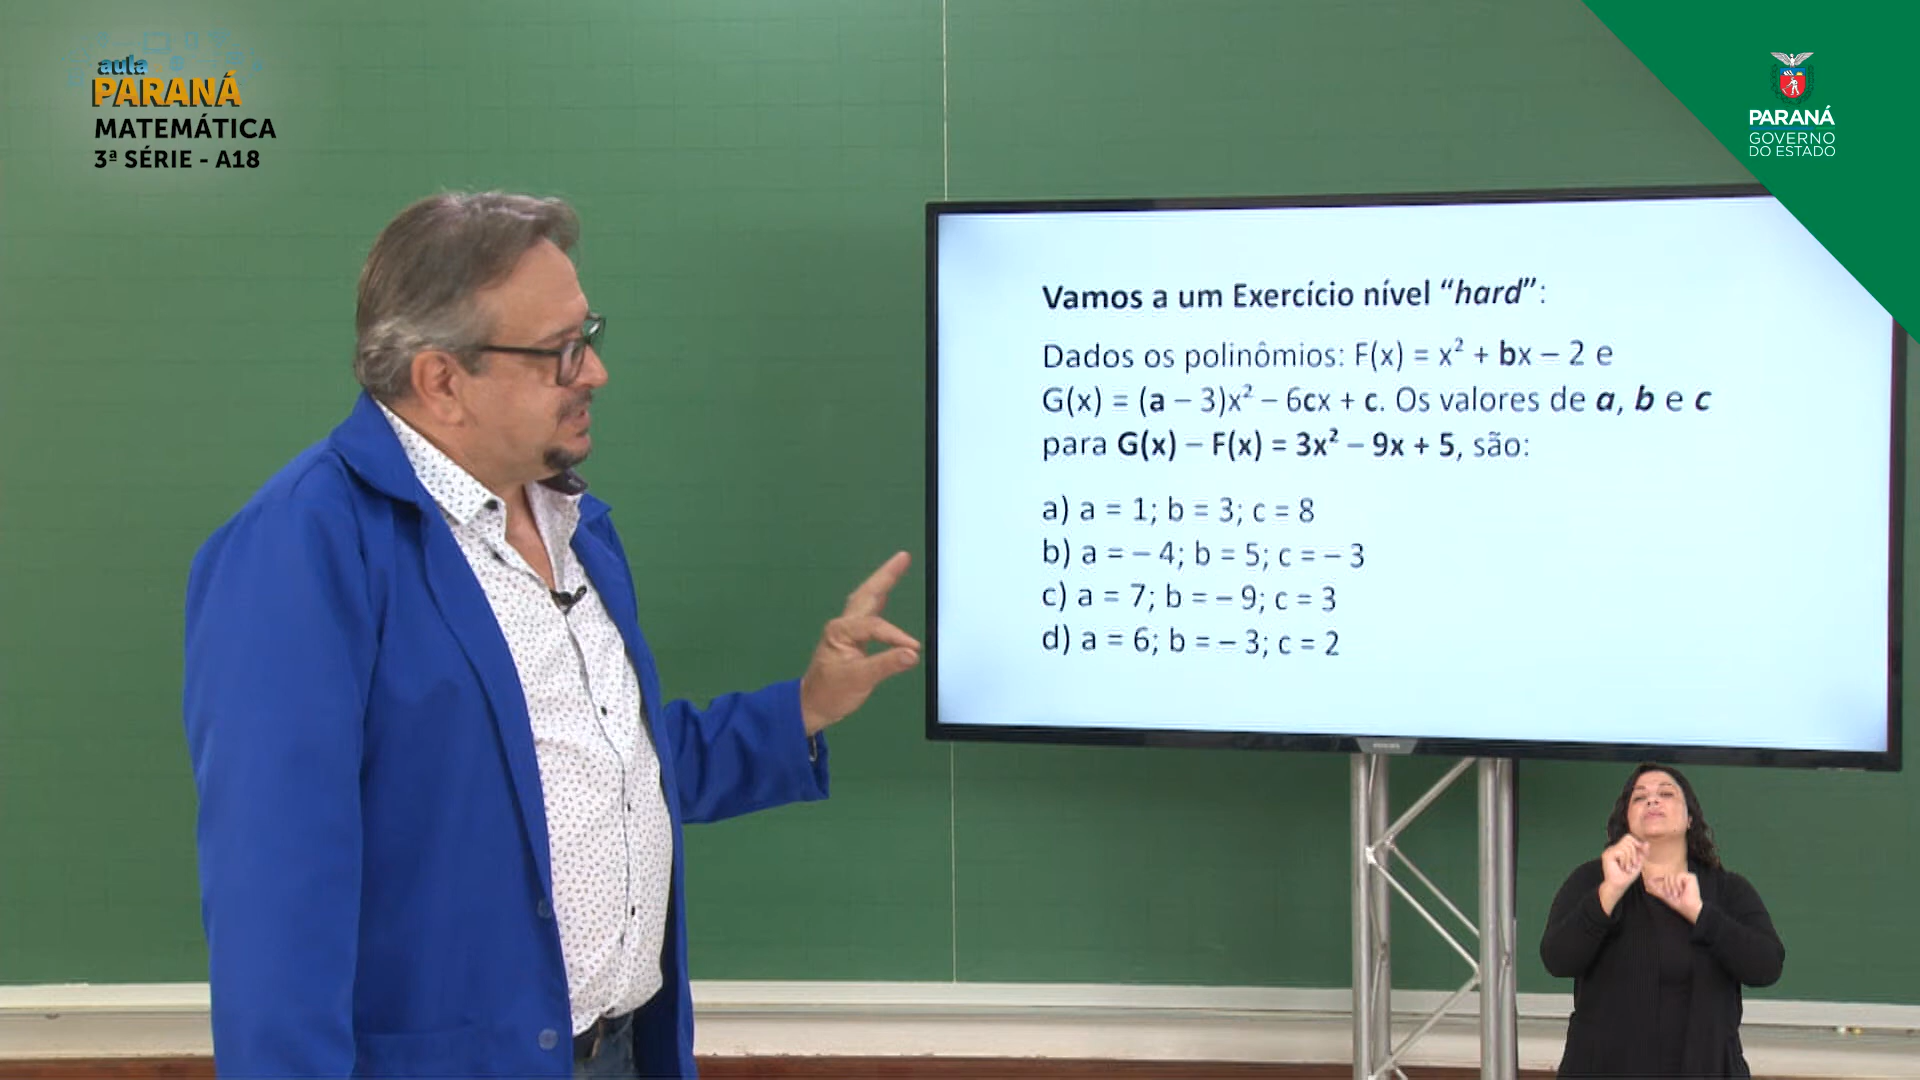 aula
PARANÁ
MATEMÁTICA
3ª SÉRIE - A18
PARANÁ
GOVERNO
DO ESTADO
Vamos a um Exercício nível “hard”:
Dados os polinômios: F(x) = x² + bx – 2 e
G(x) = (a – 3)x² – 6cx + c. Os valores de a, b e c
para G(x) – F(x) = 3x² – 9x + 5, são:
a) a = 1; b = 3; c = 8
b) a = – 4; b = 5; c = – 3
c) a = 7; b = – 9; c = 3
d) a = 6; b = – 3; c = 2